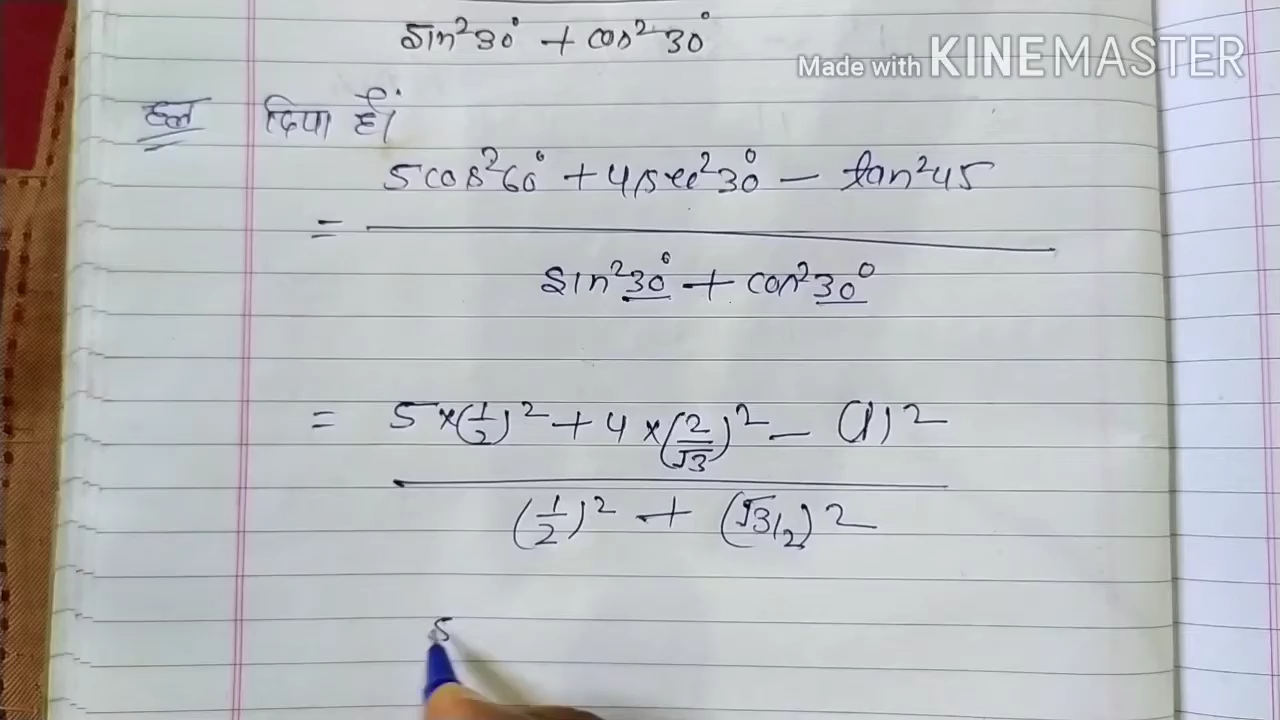 sin²30° + cos²30°
Made with KINEMASTER
हल दिया है।
5cos²60° + 4sec²30° - tan²45
=
sin²30° + cos²30°
= 5×(1/2)² + 4×(2/√3)² - (1)²
(1/2)² + (√3/2)²
5